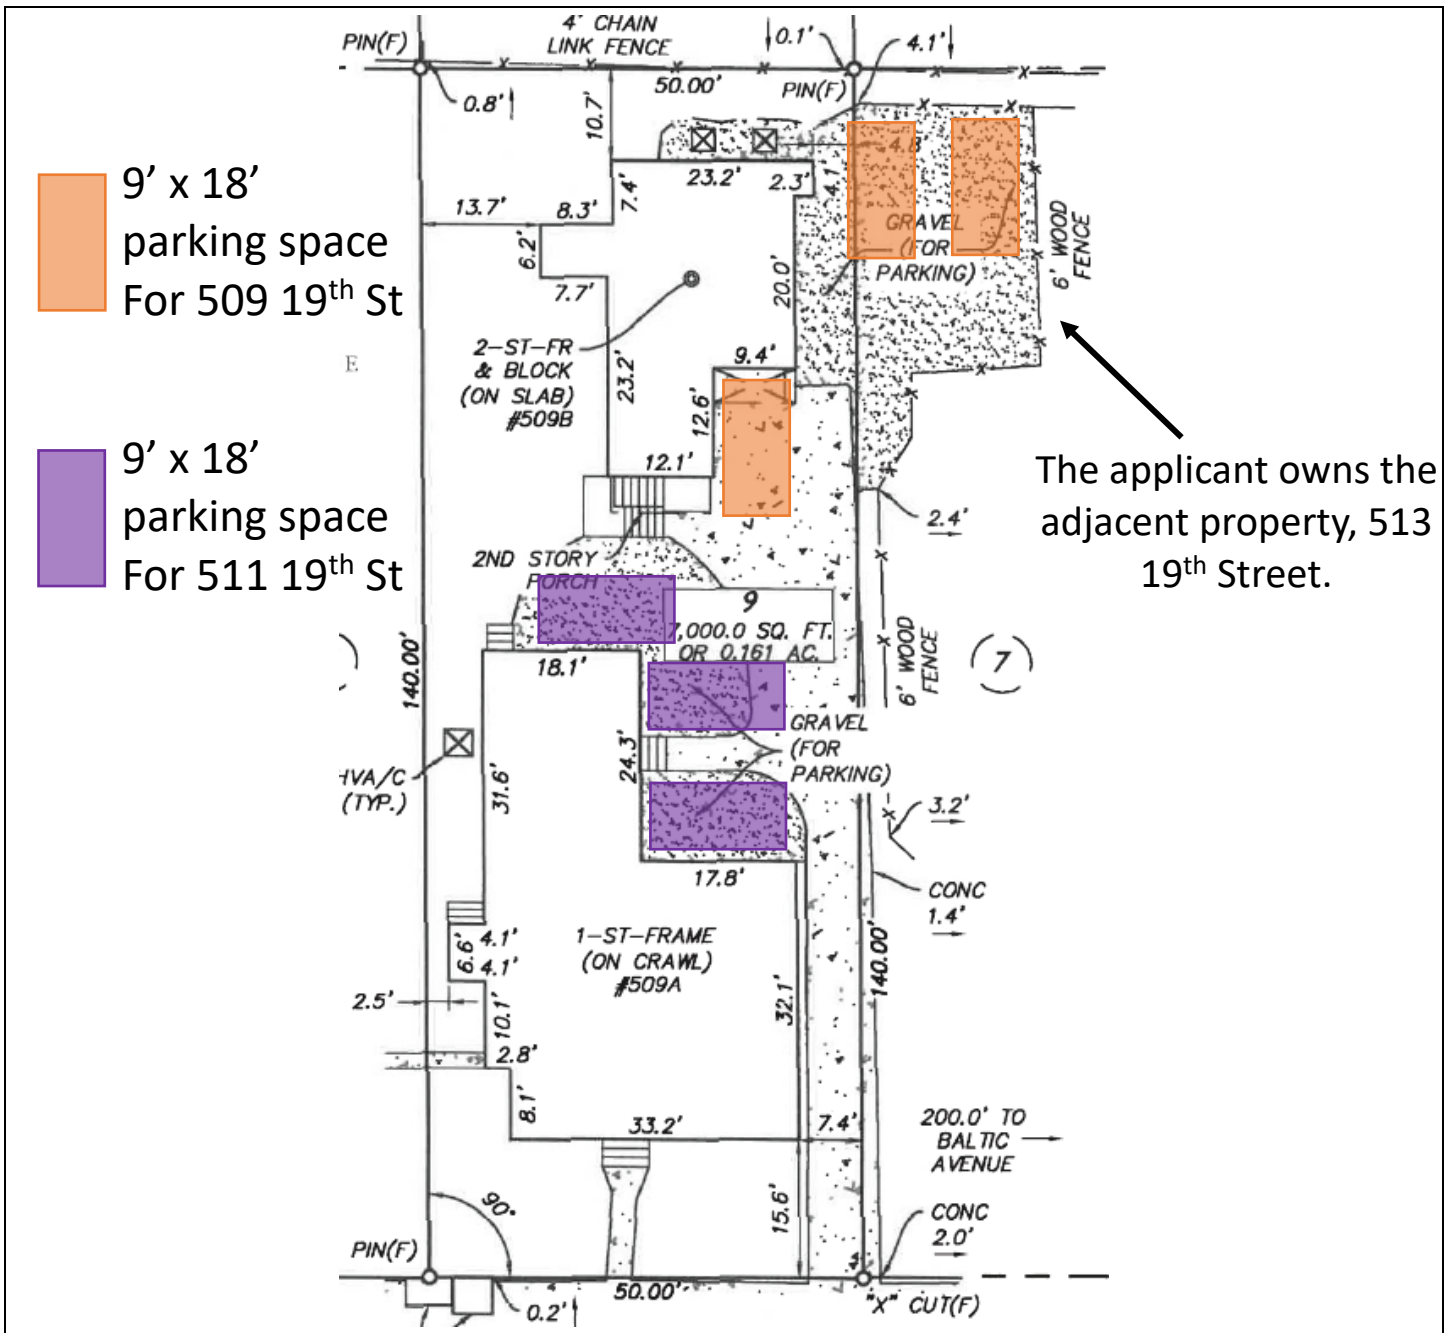 4' CHAIN
LINK FENCE
PIN(F)
0.1'
4.1'
50.00'
PIN(F)
0.8'
10.7'
4.8'
23.2'
2.3'
4.1'
7.4'
13.7'
8.3'
6.2'
7.7'
GRAVEL
(FOR
PARKING)
6' WOOD
FENCE
20.0'
9' x 18'
parking space
For 509 19th St
2-ST-FR
& BLOCK
(ON SLAB)
#509B
23.2'
9.4'
12.6'
12.1'
E
9' x 18'
parking space
For 511 19th St
The applicant owns the
adjacent property, 513
19th Street.
2.4'
2ND STORY
PORCH
9
7,000.0 SQ. FT.
OR 0.161 AC.
18.1'
6' WOOD
FENCE
7
140.00'
GRAVEL
(FOR
PARKING)
24.3'
31.6'
HVA/C
(TYP.)
3.2'
17.8'
CONC
1.4'
1-ST-FRAME
(ON CRAWL)
#509A
6.6'
4.1'
4.1'
2.5'
10.1'
2.8'
32.1'
140.00'
8.1'
33.2'
7.4'
200.0' TO
BALTIC
AVENUE
15.6'
90°
CONC
2.0'
PIN(F)
50.00'
0.2'
"X" CUT(F)